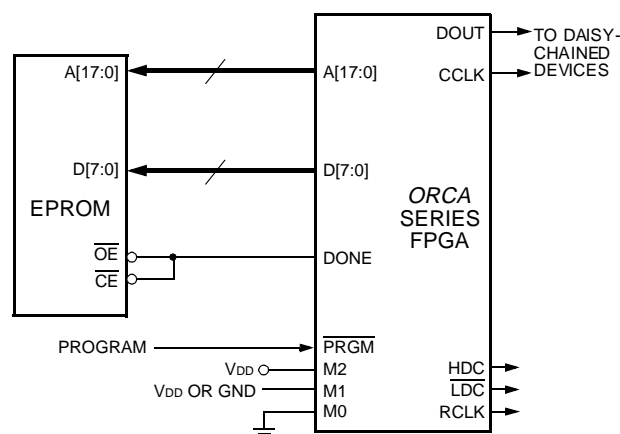 DOUT
TO DAISY-
CHAINED
DEVICES
A[17:0]
A[17:0]
CCLK
D[7:0]
D[7:0]
EPROM
ORCA
SERIES
FPGA
OE
DONE
CE
PROGRAM
PRGM
VDD
M2
HDC
VDD OR GND
M1
LDC
M0
RCLK